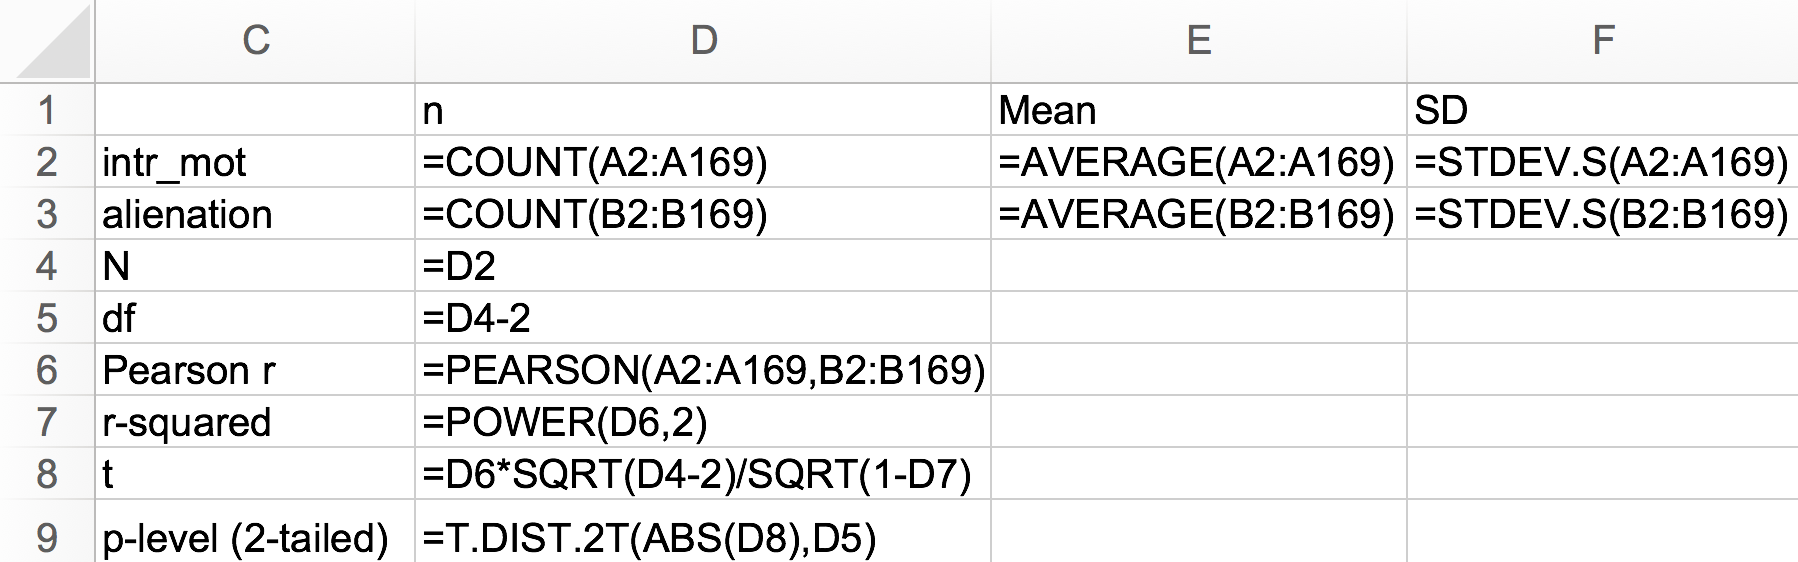 C D E F
1 n Mean SD
2 intr_mot =COUNT(A2:A169) =AVERAGE(A2:A169) =STDEV.S(A2:A169)
3 alienation =COUNT(B2:B169) =AVERAGE(B2:B169) =STDEV.S(B2:B169)
4 N =D2
5 df =D4-2
6 Pearson r =PEARSON(A2:A169,B2:B169)
7 r-squared =POWER(D6,2)
8 t =D6*SQRT(D4-2)/SQRT(1-D7)
9 p-level (2-tailed) =T.DIST.2T(ABS(D8),D5)